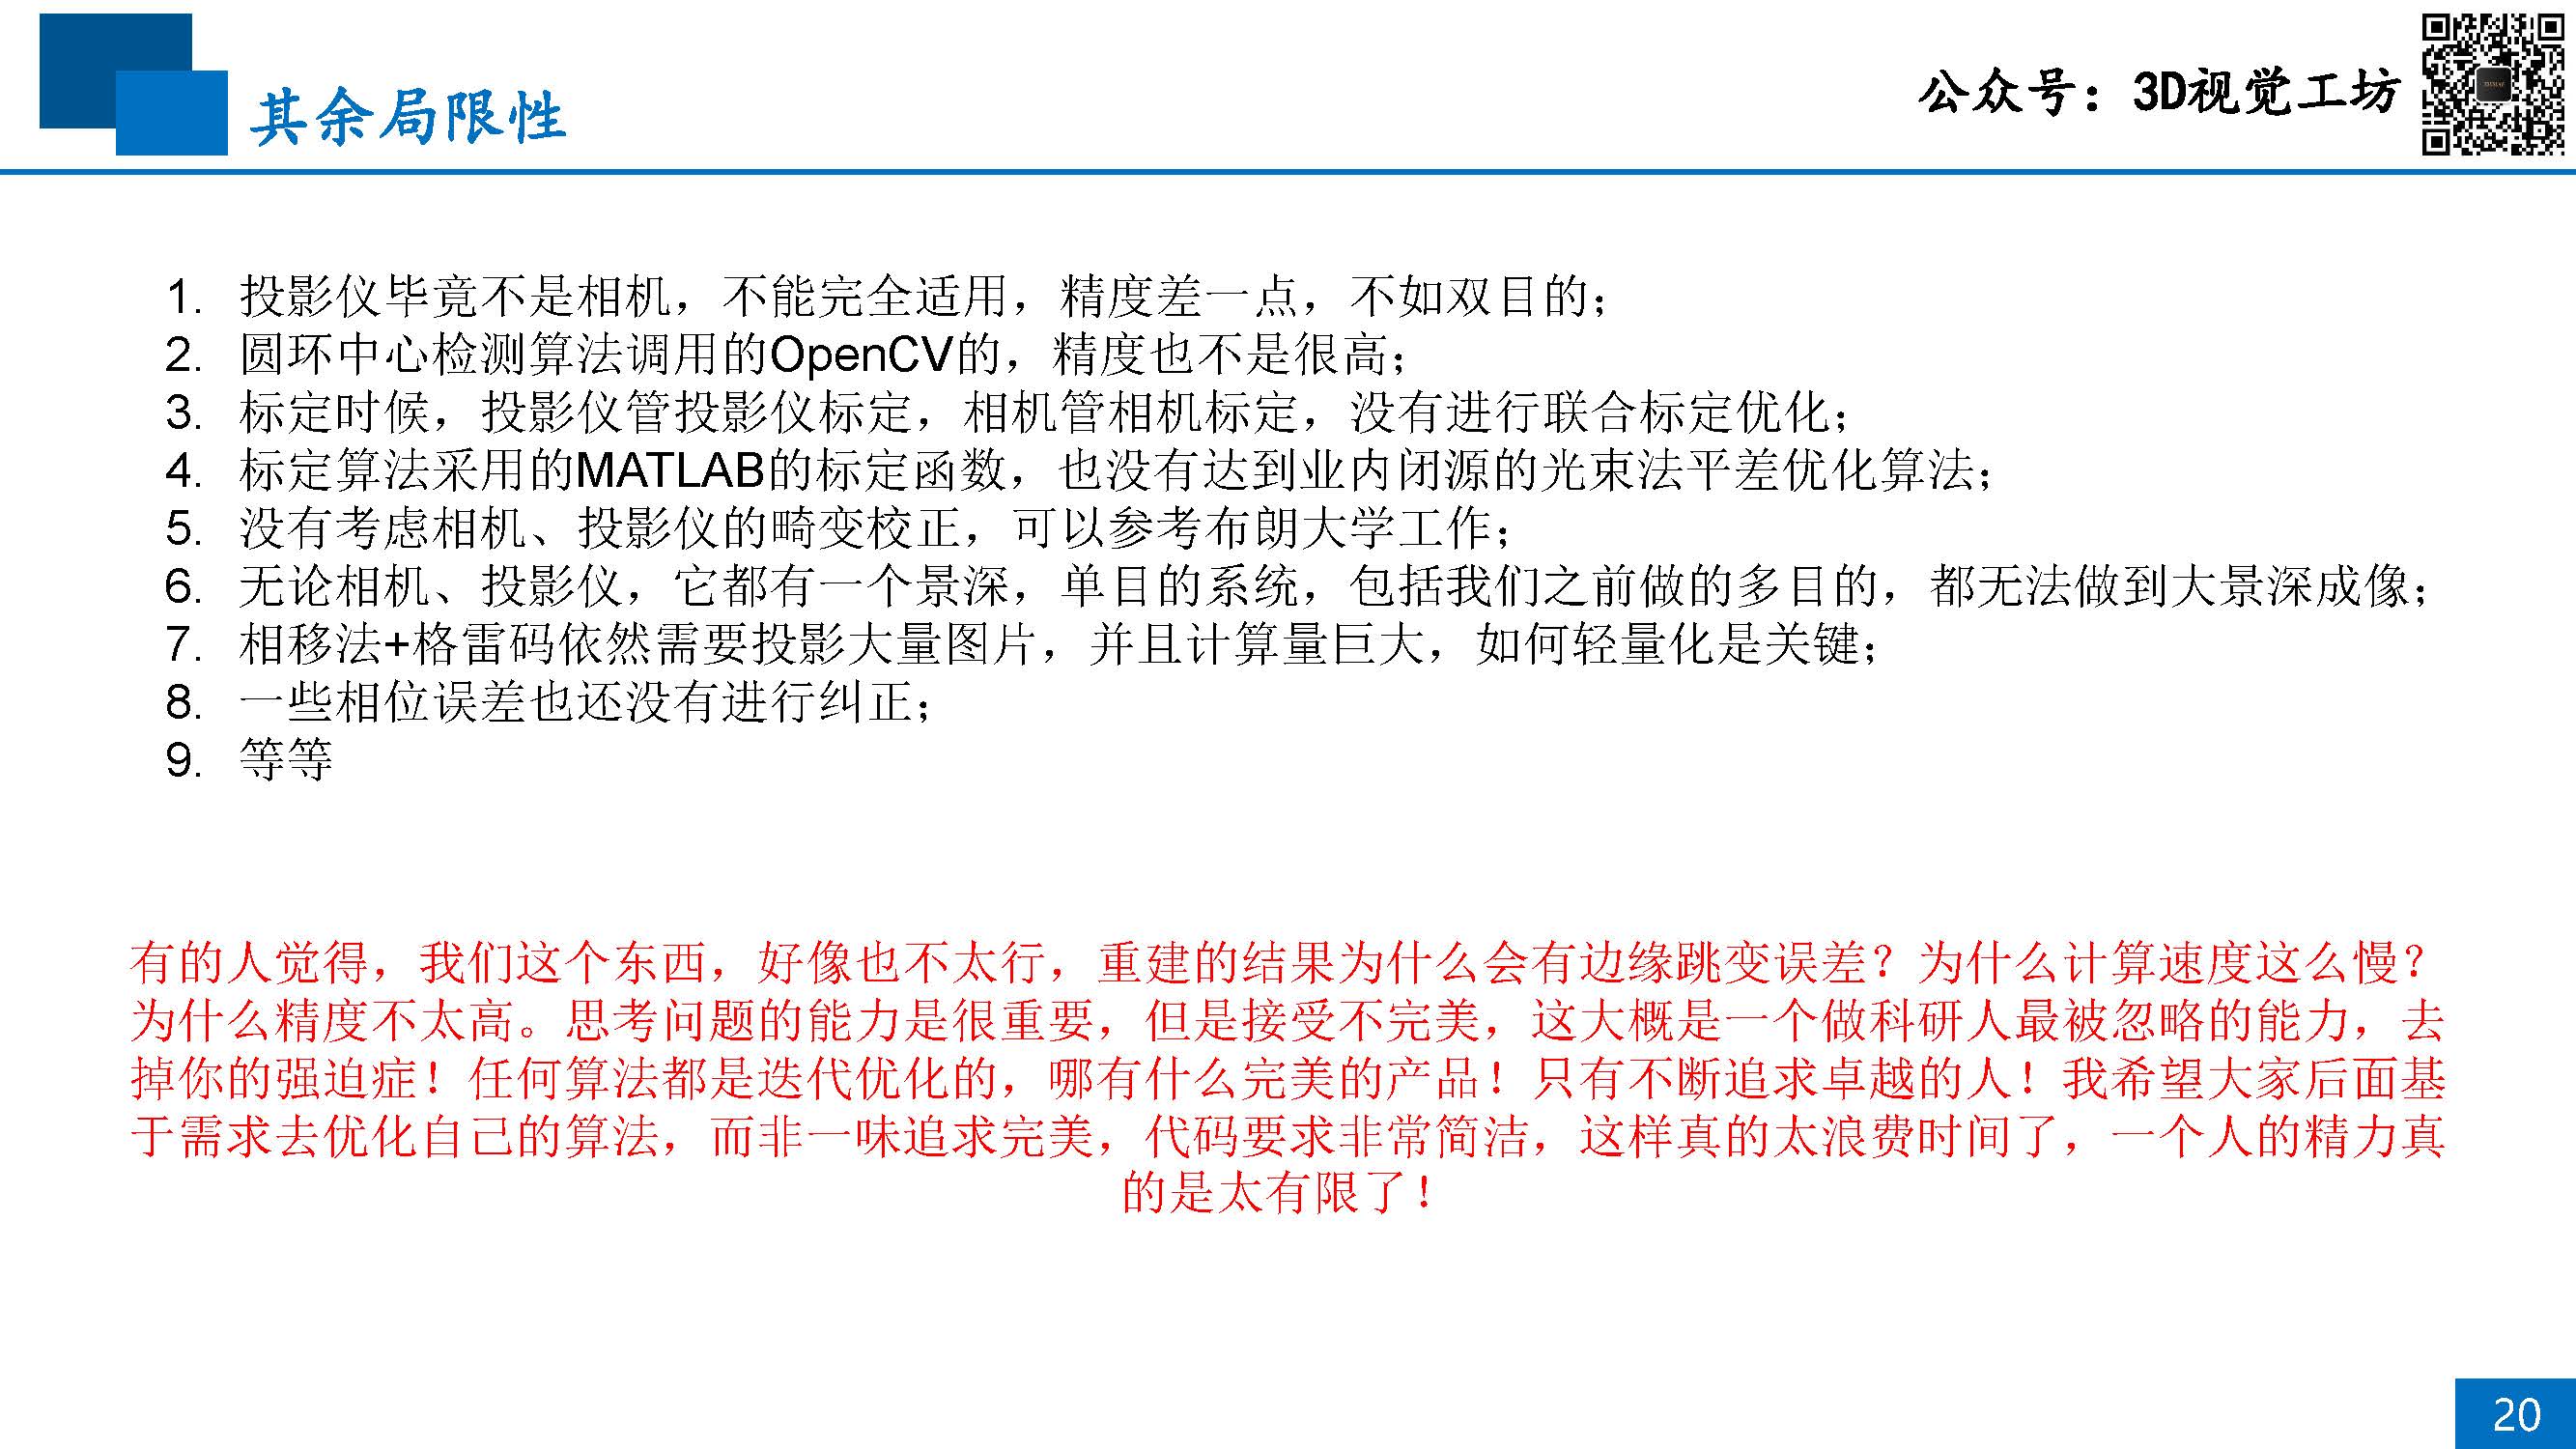 其余局限性
公众号：3D视觉工坊
1. 投影仪毕竟不是相机，不能完全适用，精度差一点，不如双目的；
2. 圆环中心检测算法调用的OpenCV的，精度也不是很高；
3. 标定时候，投影仪管投影仪标定，相机管相机标定，没有进行联合标定优化；
4. 标定算法采用的MATLAB的标定函数，也没有达到业内闭源的光束法平差优化算法；
5. 没有考虑相机、投影仪的畸变校正，可以参考布朗大学工作；
6. 无论相机、投影仪，它都有一个景深，单目的系统，包括我们之前做的多目的，都无法做到大景深成像；
7. 相移法+格雷码依然需要投影大量图片，并且计算量巨大，如何轻量化是关键；
8. 一些相位误差也还没有进行纠正；
9. 等等
有的人觉得，我们这个东西，好像也不太行，重建的结果为什么会有边缘跳变误差？为什么计算速度这么慢？
为什么精度不太高。思考问题的能力是很重要，但是接受不完美，这大概是一个做科研人最被忽略的能力，去
掉你的强迫症！任何算法都是迭代优化的，哪有什么完美的产品！只有不断追求卓越的人！我希望大家后面基
于需求去优化自己的算法，而非一味追求完美，代码要求非常简洁，这样真的太浪费时间了，一个人的精力真
的是太有限了！
20